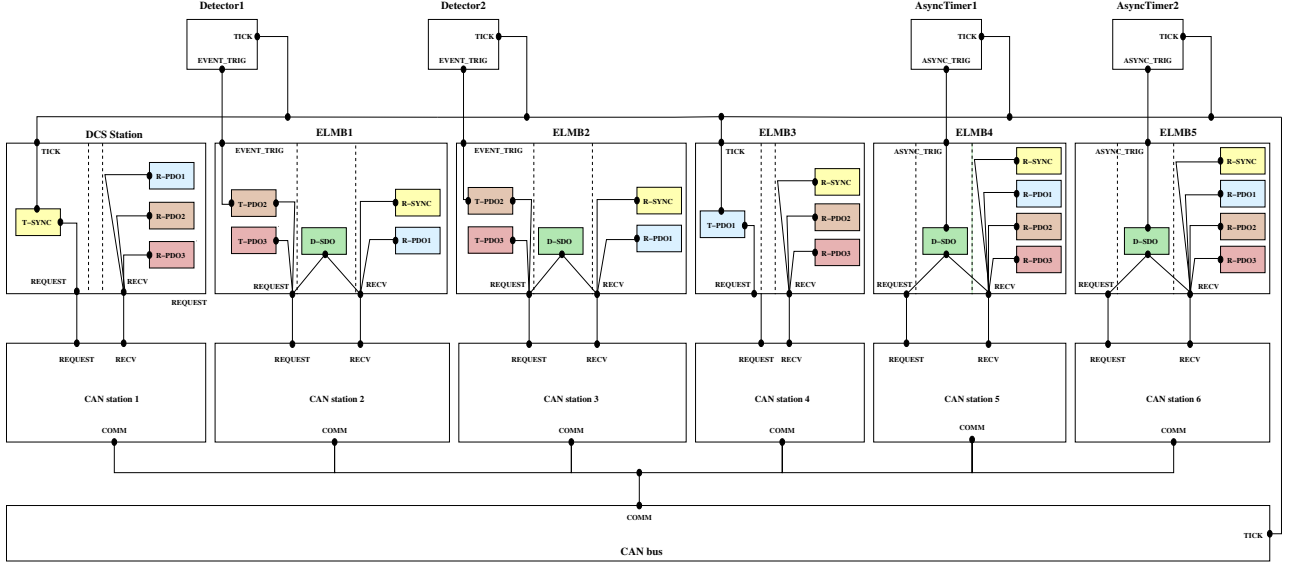 Detector1
Detector2
AsyncTimer1
AsyncTimer2
TICK
TICK
TICK
TICK
EVENT_TRIG
EVENT_TRIG
ASYNC_TRIG
ASYNC_TRIG
DCS Station
ELMB1
ELMB2
ELMB3
ELMB4
ELMB5
TICK
R-PDO1
T-SYNC
R-PDO2
R-PDO3
REQUEST
RECV
REQUEST
EVENT_TRIG
T-PDO2
R-SYNC
T-PDO3
D-SDO
R-PDO1
REQUEST
RECV
EVENT_TRIG
T-PDO2
R-SYNC
T-PDO3
D-SDO
R-PDO1
REQUEST
RECV
TICK
R-SYNC
T-PDO1
R-PDO2
R-PDO3
REQUEST
RECV
ASYNC_TRIG
R-SYNC
R-PDO1
R-PDO2
D-SDO
R-PDO3
REQUEST
RECV
ASYNC_TRIG
R-SYNC
R-PDO1
R-PDO2
D-SDO
R-PDO3
REQUEST
RECV
REQUEST
RECV
CAN station 1
COMM
REQUEST
RECV
CAN station 2
COMM
REQUEST
RECV
CAN station 3
COMM
REQUEST
RECV
CAN station 4
COMM
REQUEST
RECV
CAN station 5
COMM
REQUEST
RECV
CAN station 6
COMM
COMM
TICK
CAN bus